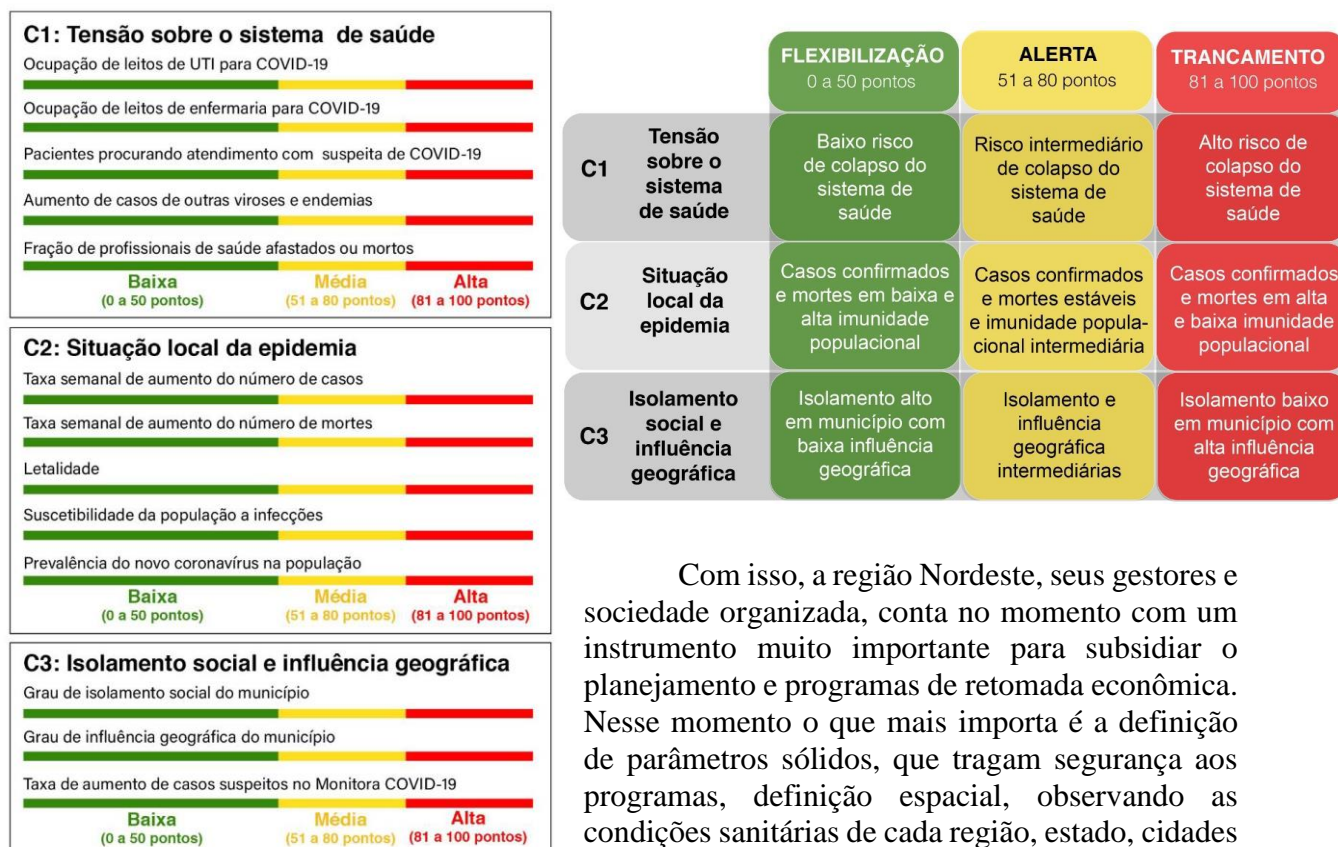 C1: Tensão sobre o sistema de saúde
Ocupação de leitos de UTI para COVID-19
Ocupação de leitos de enfermaria para COVID-19
Pacientes procurando atendimento com suspeita de COVID-19
Aumento de casos de outras viroses e endemias
Fração de profissionais de saúde afastados ou mortos
Baixa Média Alta
(0 a 50 pontos) (51 a 80 pontos) (81 a 100 pontos)
C2: Situação local da epidemia
Taxa semanal de aumento do número de casos
Taxa semanal de aumento do número de mortes
Letalidade
Suscetibilidade da população a infecções
Prevalência do novo coronavírus na população
Baixa Média Alta
(0 a 50 pontos) (51 a 80 pontos) (81 a 100 pontos)
C3: Isolamento social e influência geográfica
Grau de isolamento social do município
Grau de influência geográfica do município
Taxa de aumento de casos suspeitos no Monitora COVID-19
Baixa Média Alta
(0 a 50 pontos) (51 a 80 pontos) (81 a 100 pontos)
FLEXIBILIZAÇÃO
0 a 50 pontos
ALERTA
51 a 80 pontos
TRANCAMENTO
81 a 100 pontos
C1
Tensão
sobre o
sistema
de saúde
Baixo risco
de colapso do
sistema de
saúde
Risco intermediário
de colapso do
sistema de
saúde
Alto risco de
colapso do
sistema de
saúde
C2
Situação
local da
epidemia
Casos confirmados
e mortes em baixa e
alta imunidade
populacional
Casos confirmados
e mortes estáveis
e imunidade popula-
cional intermediária
Casos confirmados
e mortes em alta
e baixa imunidade
populacional
C3
Isolamento
social e
influência
geográfica
Isolamento alto
em município com
baixa influência
geográfica
Isolamento e
influência
geográfica
intermediárias
Isolamento baixo
em município com
alta influência
geográfica
Com isso, a região Nordeste, seus gestores e
sociedade organizada, conta no momento com um
instrumento muito importante para subsidiar o
planejamento e programas de retomada econômica.
Nesse momento o que mais importa é a definição
de parâmetros sólidos, que tragam segurança aos
programas, definição espacial, observando as
condições sanitárias de cada região, estado, cidades